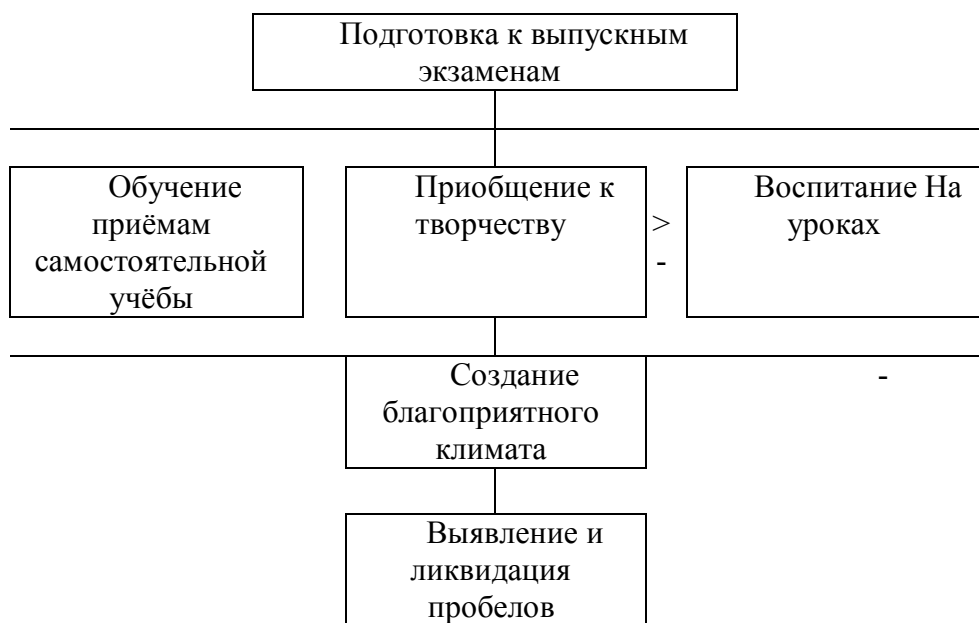 Подготовка к выпускным
экзаменам
Обучение
приёмам
самостоятельной
учёбы
Приобщение к
творчеству
>
-
Воспитание На
уроках
Создание
благоприятного
климата
-
Выявление и
ликвидация
пробелов